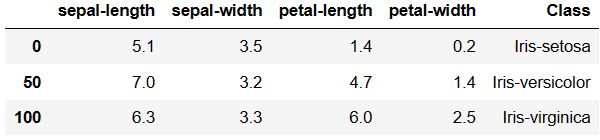 sepal-length sepal-width petal-length petal-width Class
0 5.1 3.5 1.4 0.2 Iris-setosa
50 7.0 3.2 4.7 1.4 Iris-versicolor
100 6.3 3.3 6.0 2.5 Iris-virginica